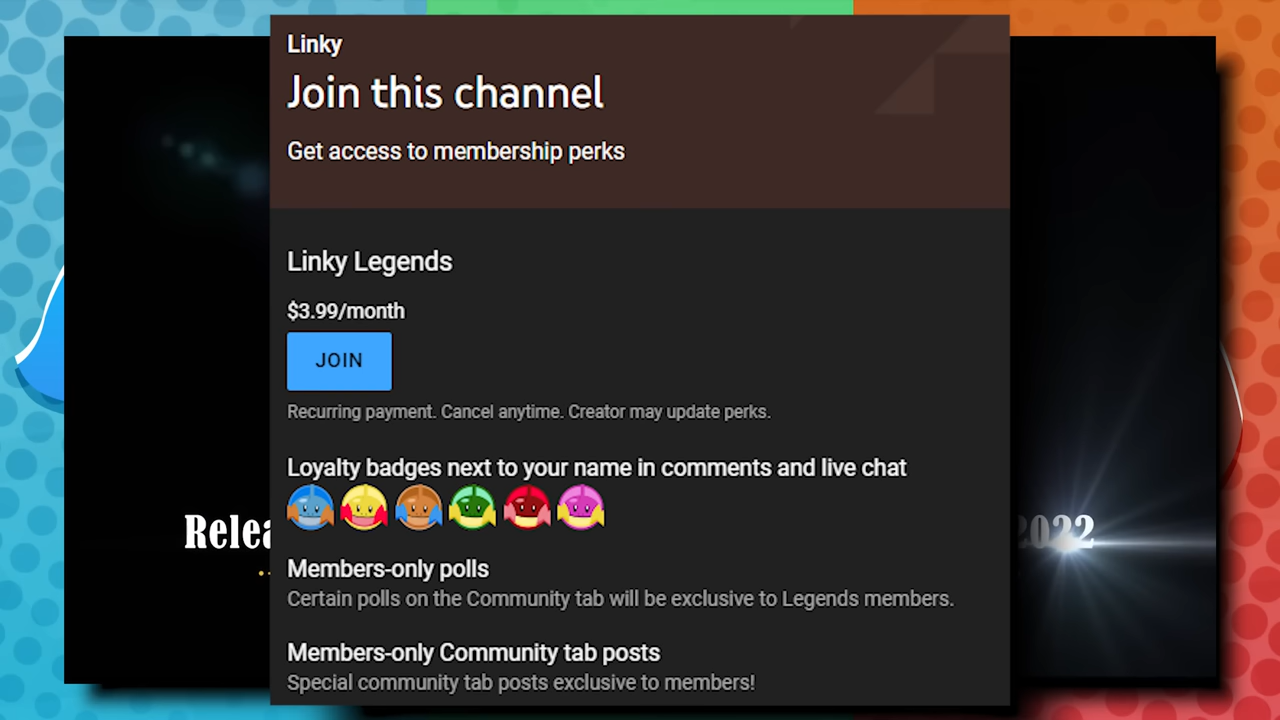 Linky
Join this channel
Get access to membership perks
Linky Legends
$3.99/month
JOIN
Recurring payment. Cancel anytime. Creator may update perks.
Loyalty badges next to your name in comments and live chat
Relea 2022
Members-only polls
Certain polls on the Community tab will be exclusive to Legends members.
Members-only Community tab posts
Special community tab posts exclusive to members!